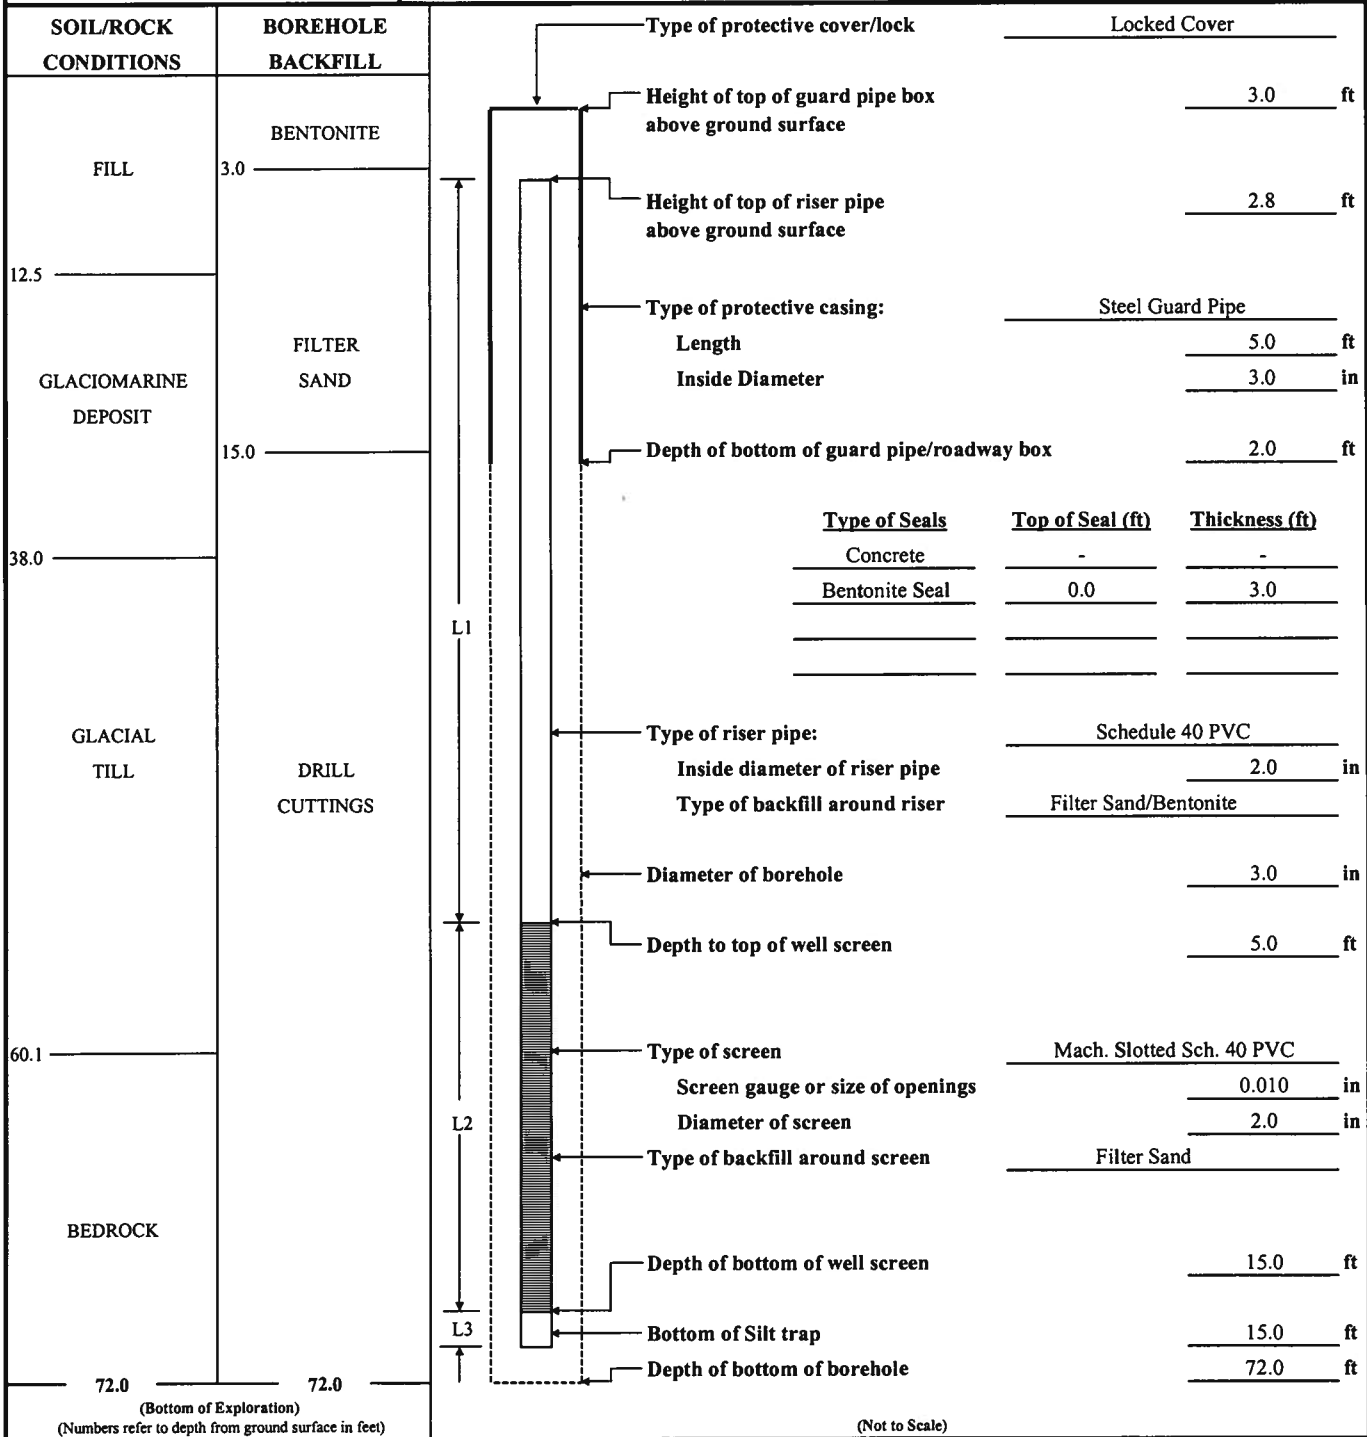 SOIL/ROCK
CONDITIONS
BOREHOLE
BACKFILL
FILL
12.5
GLACIOMARINE
DEPOSIT
38.0
GLACIAL
TILL
60.1
BEDROCK
72.0
BENTONITE
3.0
FILTER
SAND
15.0
DRILL
CUTTINGS
72.0
(Bottom of Exploration)
(Numbers refer to depth from ground surface in feet)
L1
L2
L3
Type of protective cover/lock Locked Cover
Height of top of guard pipe box 3.0 ft
above ground surface
Height of top of riser pipe 2.8 ft
above ground surface
Type of protective casing: Steel Guard Pipe
Length 5.0 ft
Inside Diameter 3.0 in
Depth of bottom of guard pipe/roadway box 2.0 ft
Type of Seals Top of Seal (ft) Thickness (ft)
Concrete - -
Bentonite Seal 0.0 3.0
Type of riser pipe: Schedule 40 PVC
Inside diameter of riser pipe 2.0 in
Type of backfill around riser Filter Sand/Bentonite
Diameter of borehole 3.0 in
Depth to top of well screen 5.0 ft
Type of screen Mach. Slotted Sch. 40 PVC
Screen gauge or size of openings 0.010 in
Diameter of screen 2.0 in
Type of backfill around screen Filter Sand
Depth of bottom of well screen 15.0 ft
Bottom of Silt trap 15.0 ft
Depth of bottom of borehole 72.0 ft
(Not to Scale)